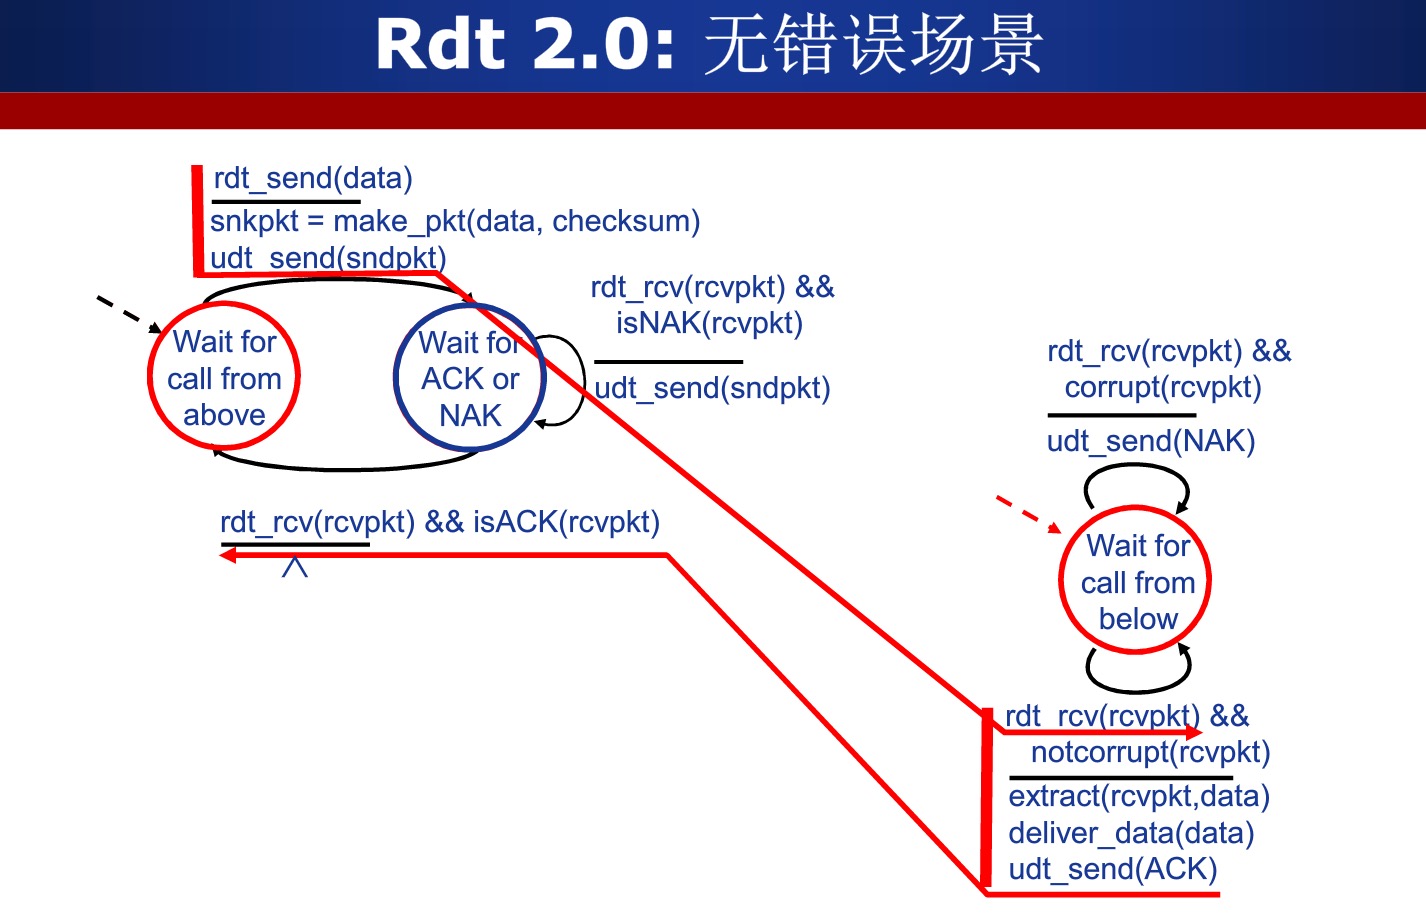 Rdt 2.0: 无错误场景
rdt_send(data)
snkpkt = make_pkt(data, checksum)
udt_send(sndpkt)
Wait for
call from
above
Wait for
ACK or
NAK
rdt_rcv(rcvpkt) &&
isNAK(rcvpkt)
udt_send(sndpkt)
rdt_rcv(rcvpkt) && isACK(rcvpkt)
Λ
rdt_rcv(rcvpkt) &&
corrupt(rcvpkt)
udt_send(NAK)
Wait for
call from
below
rdt_rcv(rcvpkt) &&
notcorrupt(rcvpkt)
extract(rcvpkt,data)
deliver_data(data)
udt_send(ACK)